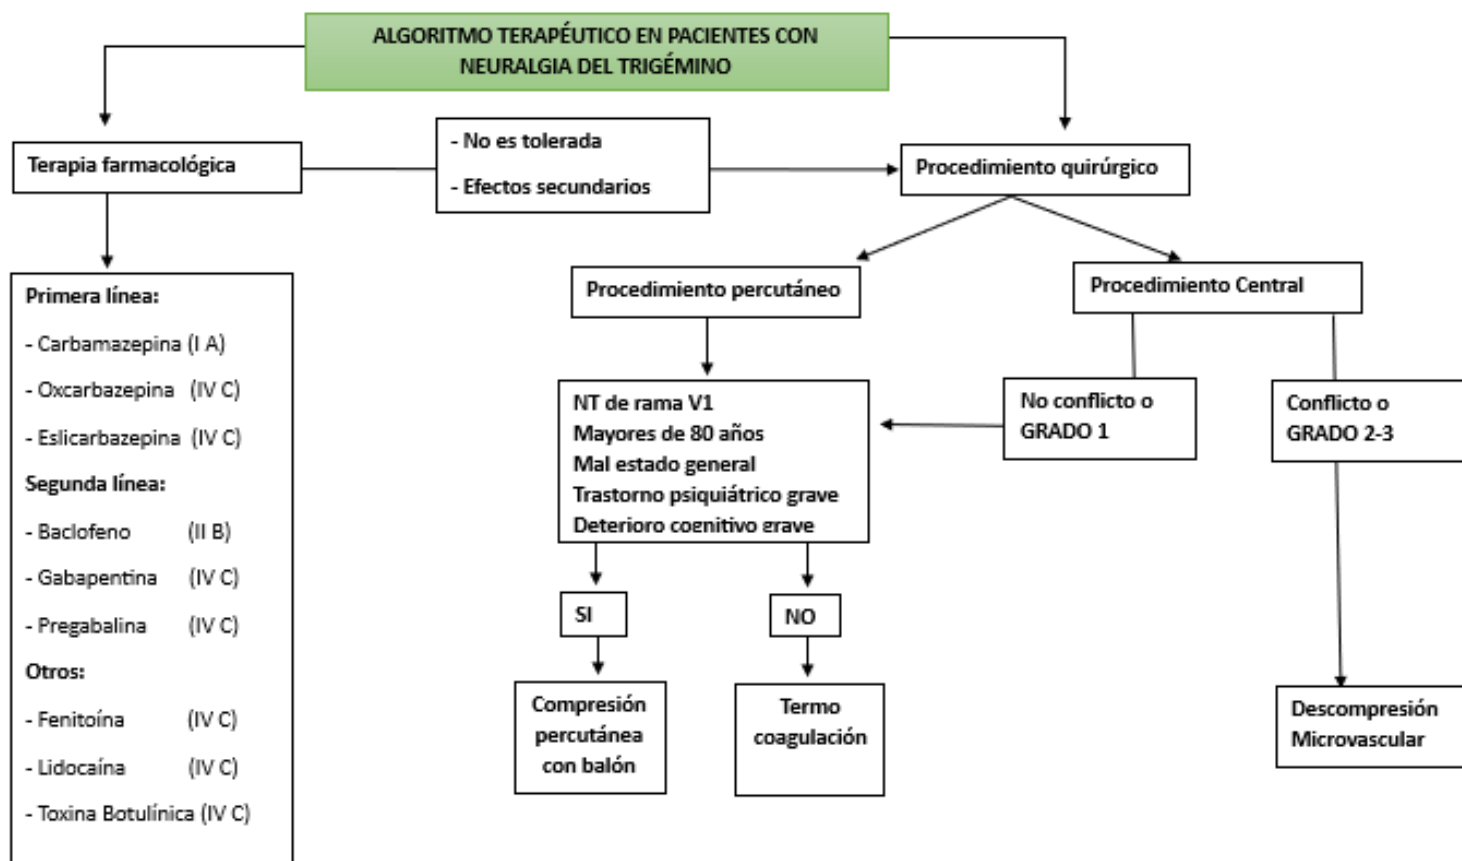 ALGORITMO TERAPÉUTICO EN PACIENTES CON
NEURALGIA DEL TRIGÉMINO
Terapia farmacológica
- No es tolerada
- Efectos secundarios
Procedimiento quirúrgico
Primera línea:
- Carbamazepina (I A)
- Oxcarbazepina (IV C)
- Eslicarbazepina (IV C)
Segunda línea:
- Baclofeno (II B)
- Gabapentina (IV C)
- Pregabalina (IV C)
Otros:
- Fenitoína (IV C)
- Lidocaína (IV C)
- Toxina Botulínica (IV C)
Procedimiento percutáneo
Procedimiento Central
NT de rama V1
Mayores de 80 años
Mal estado general
Trastorno psiquiátrico grave
Deterioro cognitivo grave
No conflicto o
GRADO 1
Conflicto o
GRADO 2-3
SI
NO
Compresión
percutánea
con balón
Termo
coagulación
Descompresión
Microvascular